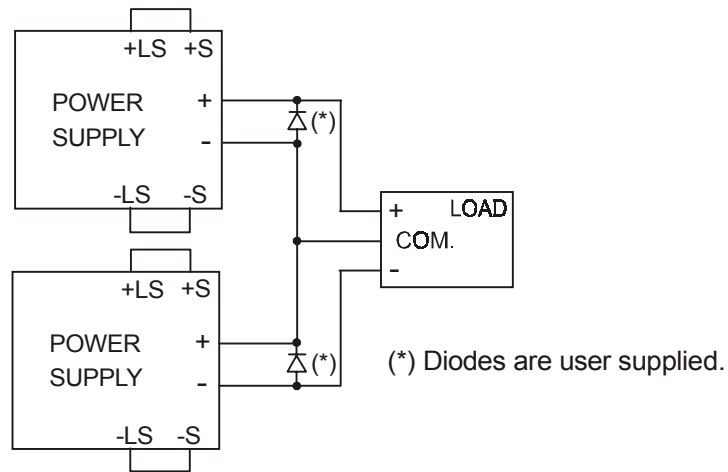 +LS +S
POWER
SUPPLY
+
-
(*)
-LS -S
+ LOAD
COM.
-
+LS +S
POWER
SUPPLY
+
-
(*)
-LS -S
(*) Diodes are user supplied.